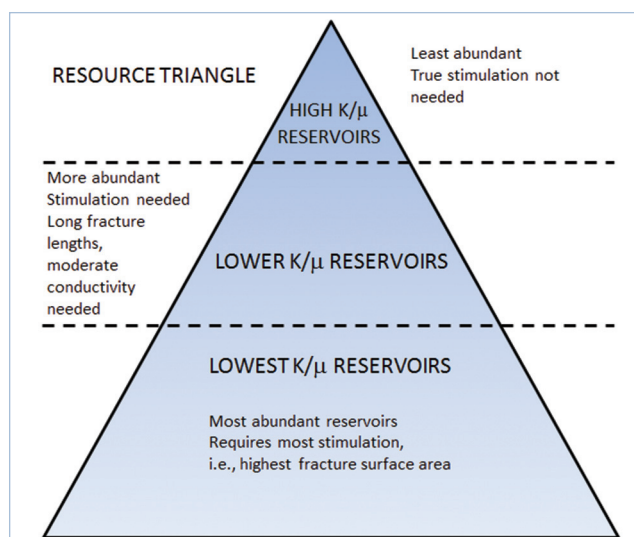 RESOURCE TRIANGLE
Least abundant
True stimulation not
needed
HIGH K/μ
RESERVOIRS
More abundant
Stimulation needed
Long fracture
lengths,
moderate
conductivity
needed
LOWER K/μ RESERVOIRS
LOWEST K/μ RESERVOIRS
Most abundant reservoirs
Requires most stimulation,
i.e., highest fracture surface area